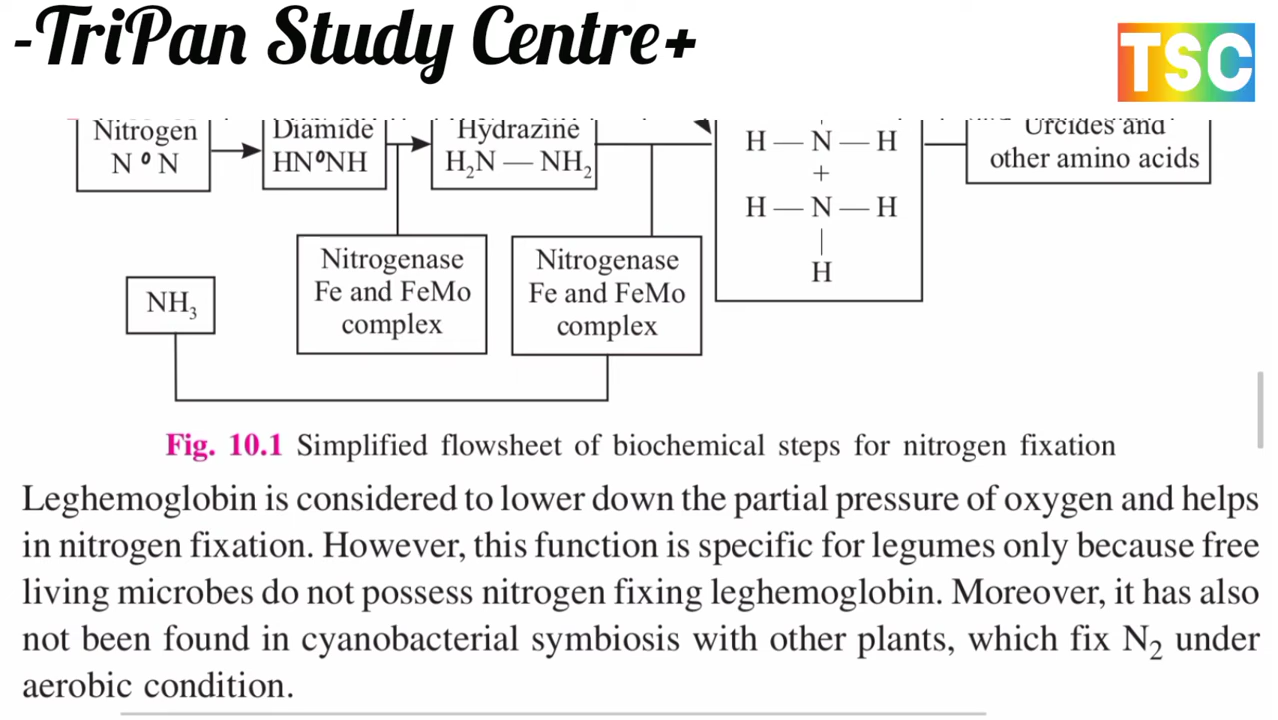 -TriPan Study Centre+
TSC
Nitrogen
N º N
Diamide
HNºNH
Hydrazine
H₂N — NH₂
H — N — H
+
H — N — H
|
H
Urcides and
other amino acids
Nitrogenase
Fe and FeMo
complex
Nitrogenase
Fe and FeMo
complex
NH₃
Fig. 10.1 Simplified flowsheet of biochemical steps for nitrogen fixation
Leghemoglobin is considered to lower down the partial pressure of oxygen and helps
in nitrogen fixation. However, this function is specific for legumes only because free
living microbes do not possess nitrogen fixing leghemoglobin. Moreover, it has also
not been found in cyanobacterial symbiosis with other plants, which fix N₂ under
aerobic condition.